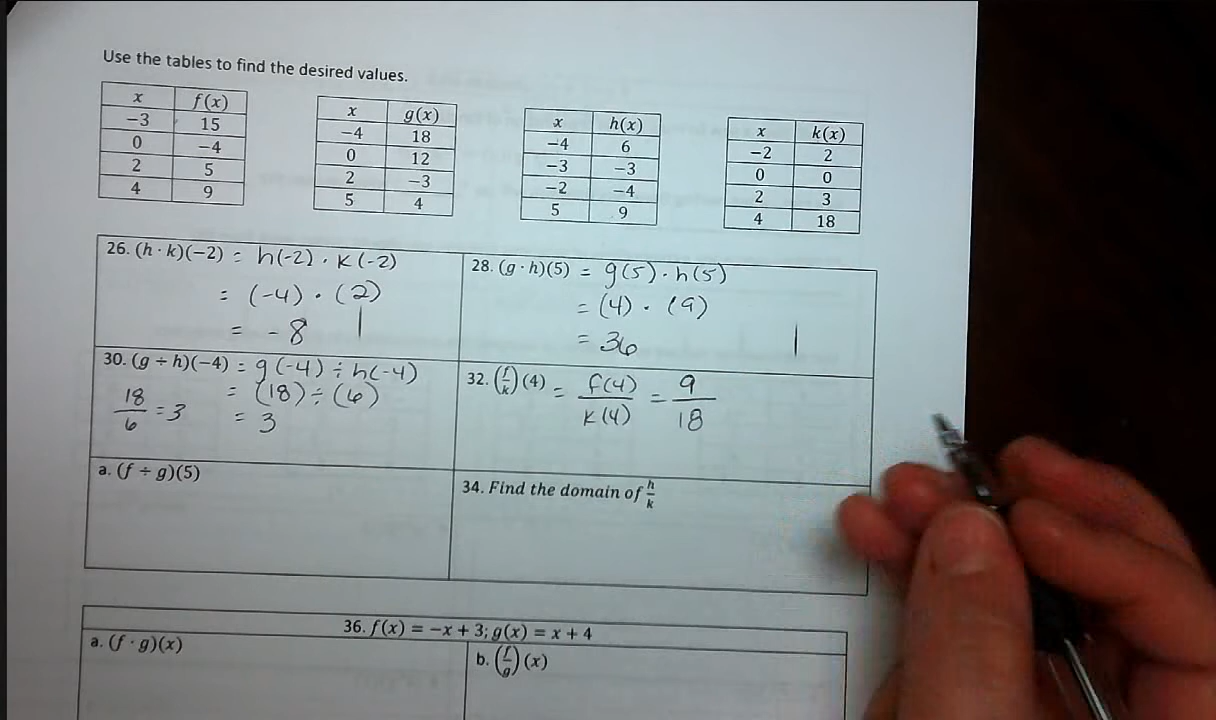 Use the tables to find the desired values.
x f(x)
−3 15
0 −4
2 5
4 9
x g(x)
−4 18
0 12
2 −3
5 4
x h(x)
−4 6
−3 −3
−2 −4
5 9
x k(x)
−2 2
0 0
2 3
4 18
26. (h · k)(−2) = h(-2) · k(-2)
= (-4) · (2)
= -8
28. (g · h)(5) = g(5) · h(5)
= (4) · (9)
= 36
30. (g ÷ h)(−4) = g(-4) ÷ h(-4)
= (18) ÷ (6)
18/6 = 3
= 3
32. (f/k)(4) = f(4)/k(4) = 9/18
a. (f ÷ g)(5)
34. Find the domain of h/k
36. f(x) = −x + 3; g(x) = x + 4
a. (f · g)(x)
b. (f/g)(x)